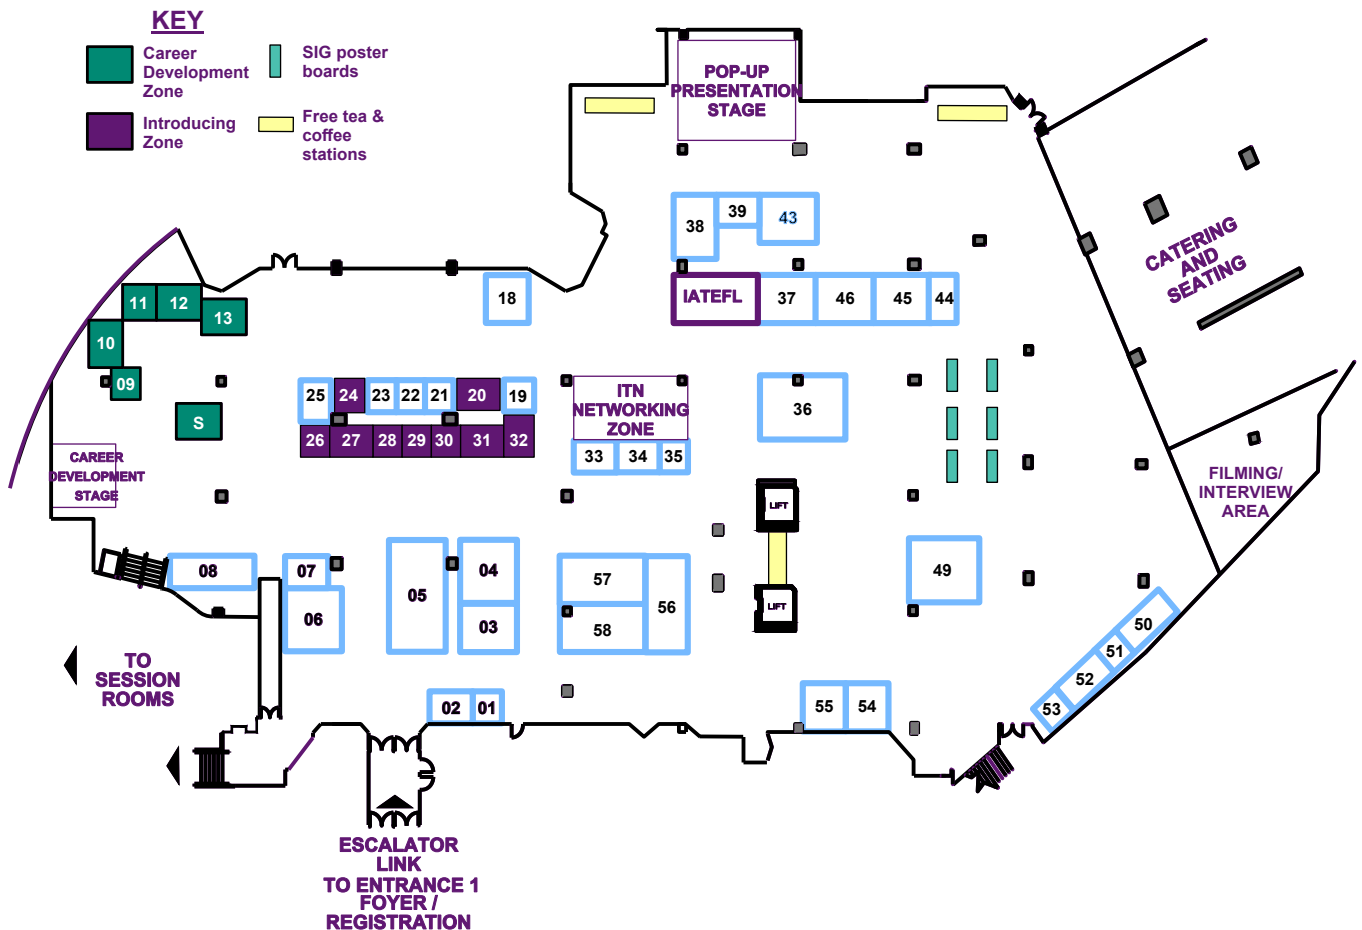 KEY
Career
Development
Zone
SIG poster
boards
Introducing
Zone
Free tea &
coffee
stations
POP-UP
PRESENTATION
STAGE
CATERING
AND
SEATING
38
39
43
IATEFL
37
46
45
44
18
11
12
13
10
09
S
CAREER
DEVELOPMENT
STAGE
25
24
23
22
21
20
19
26
27
28
29
30
31
32
ITN
NETWORKING
ZONE
33
34
35
36
FILMING/
INTERVIEW
AREA
LIFT
LIFT
08
07
06
05
04
03
57
58
56
49
50
51
52
53
02
01
55
54
TO
SESSION
ROOMS
ESCALATOR
LINK
TO ENTRANCE 1
FOYER /
REGISTRATION